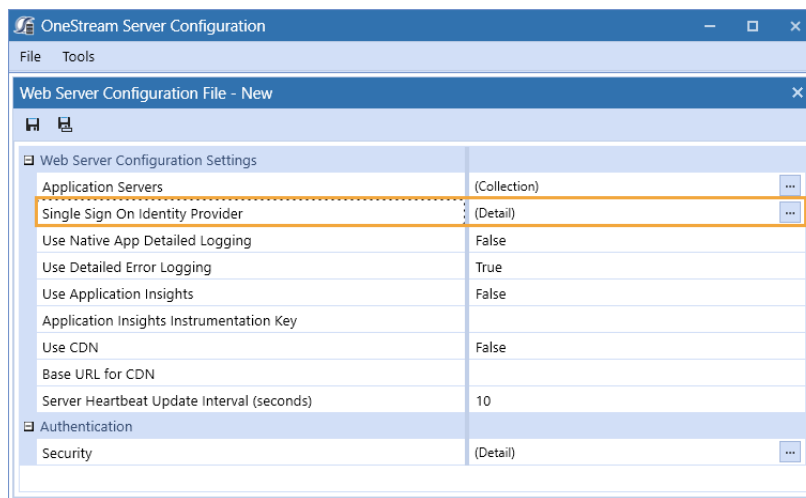 OneStream Server Configuration
File Tools
Web Server Configuration File - New
Web Server Configuration Settings
Application Servers (Collection) ...
Single Sign On Identity Provider (Detail) ...
Use Native App Detailed Logging False
Use Detailed Error Logging True
Use Application Insights False
Application Insights Instrumentation Key
Use CDN False
Base URL for CDN
Server Heartbeat Update Interval (seconds) 10
Authentication
Security (Detail) ...